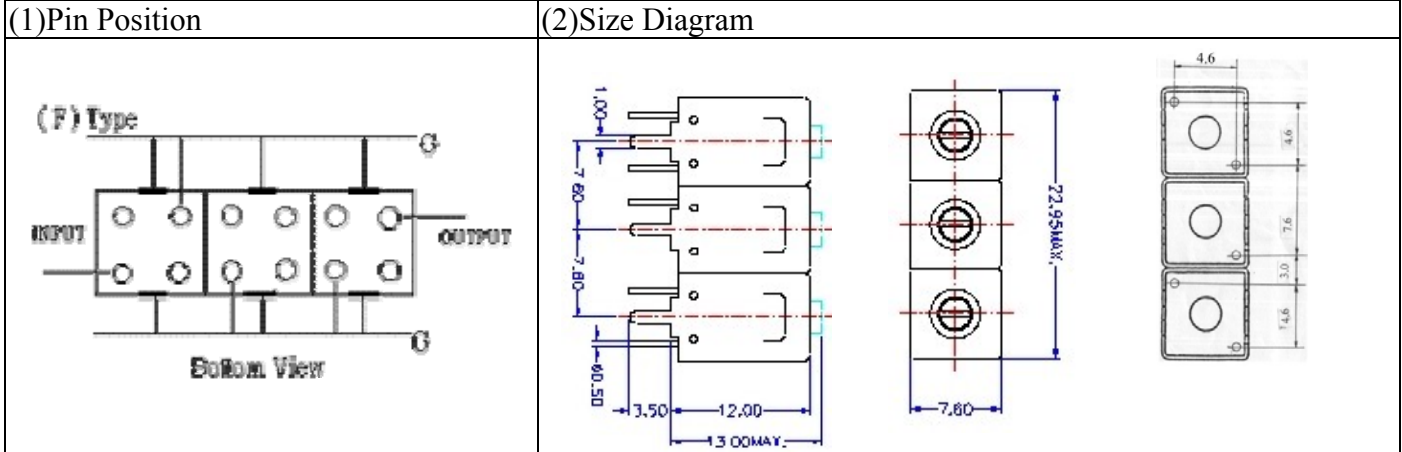 (1)Pin Position
(2)Size Diagram
(F) Type
G
INPUT
OUTPUT
G
Bottom View
1.00
7.60
7.60
0.50
3.50
12.00
13.00MAX.
22.95MAX.
7.60
4.6
4.6
7.6
3.0
4.6